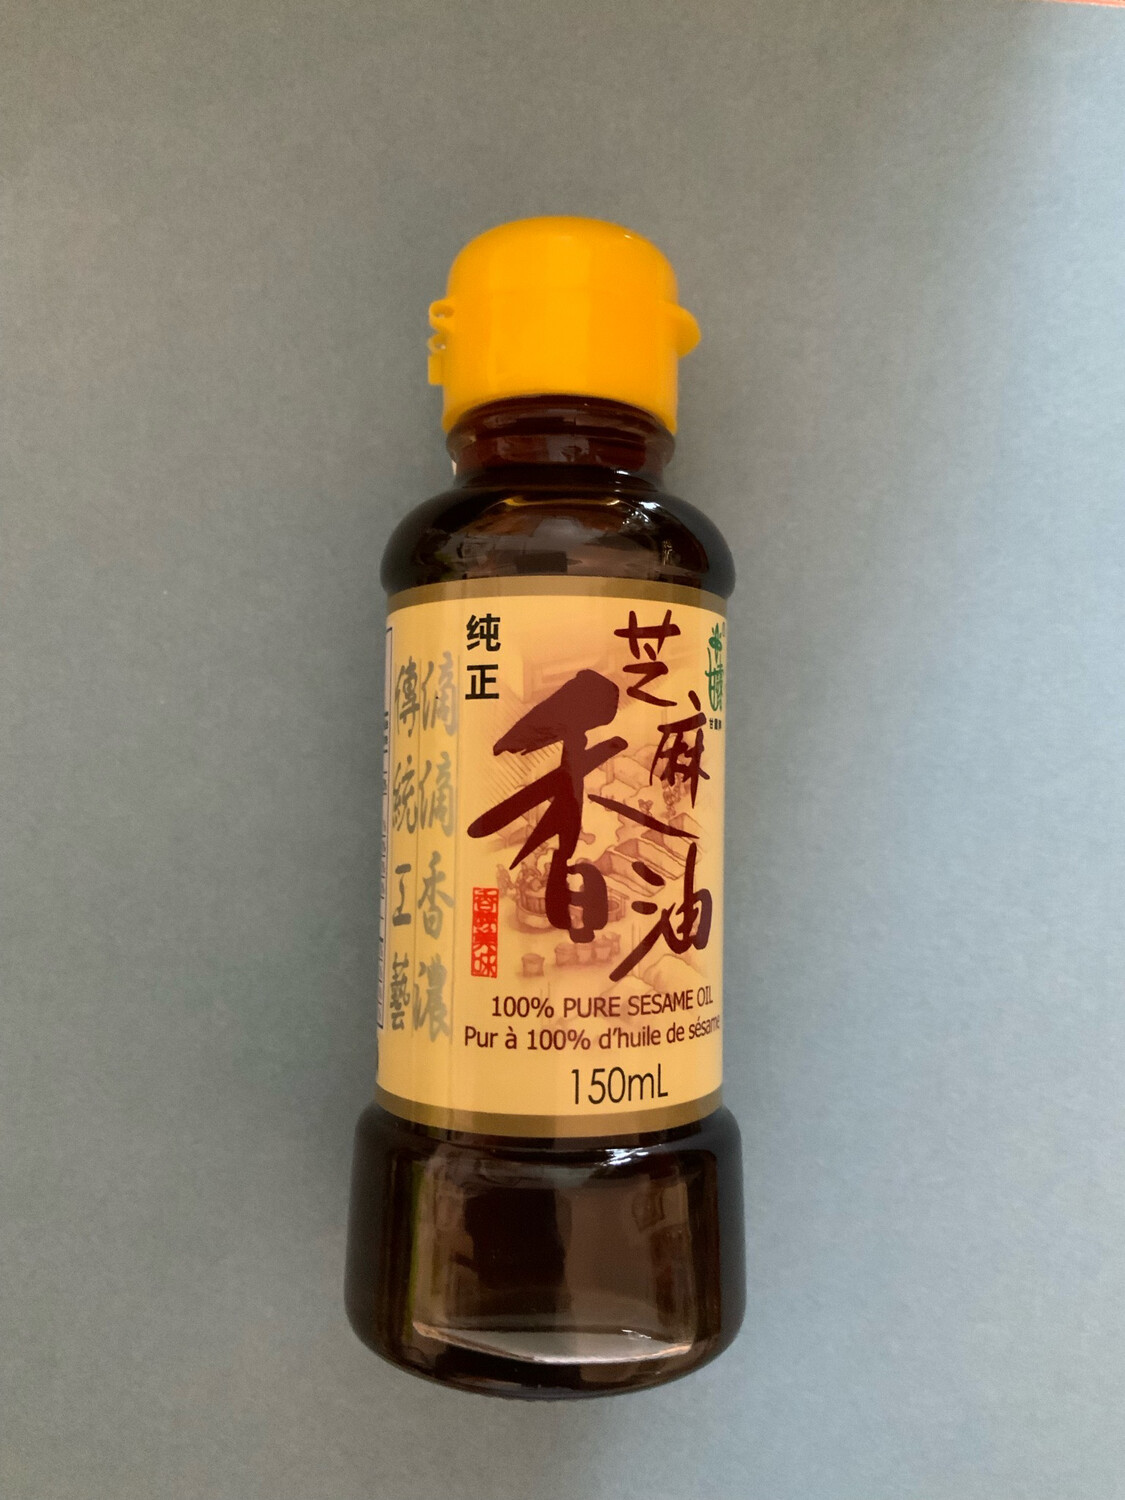 纯正
芝麻香油
滴滴香濃
傳統工藝
100% PURE SESAME OIL
Pur à 100% d'huile de sésame
150mL